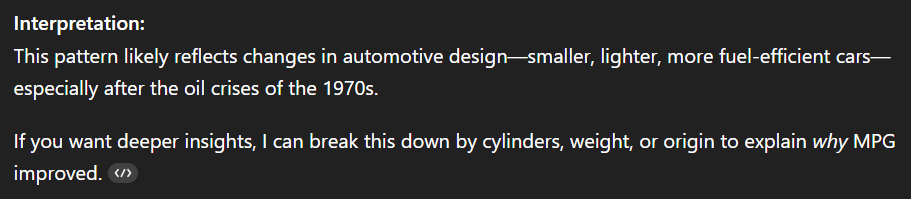 Interpretation:
This pattern likely reflects changes in automotive design—smaller, lighter, more fuel-efficient cars—
especially after the oil crises of the 1970s.
If you want deeper insights, I can break this down by cylinders, weight, or origin to explain why MPG
improved. </>